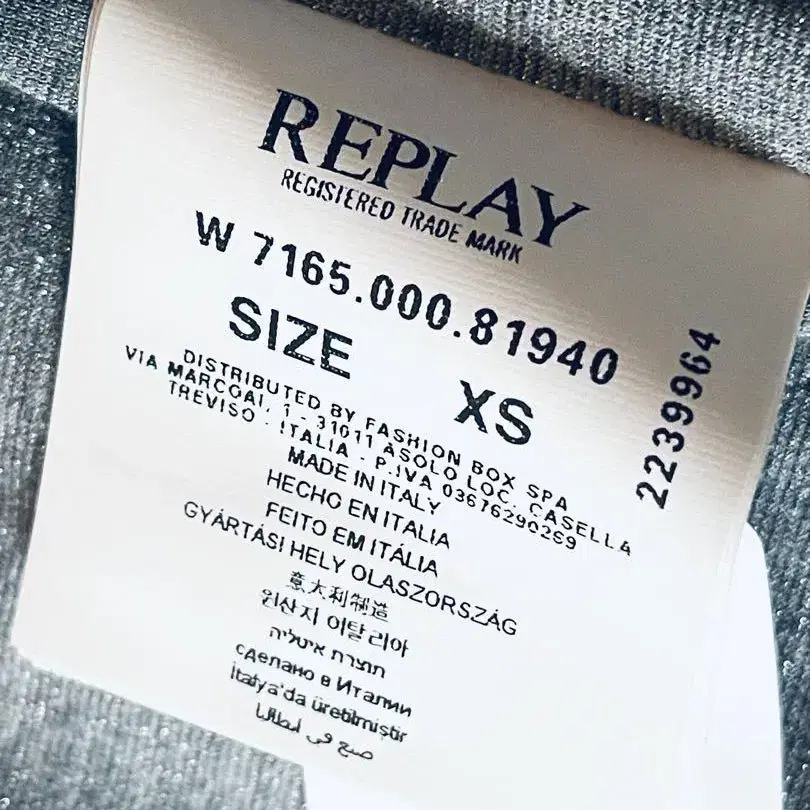 REPLAY
REGISTERED TRADE MARK
W 7165.000.81940
SIZE XS
2239964
DISTRIBUTED BY FASHION BOX SPA
VIA MARCOAI, 1 - 31011 ASOLO LOC. CASELLA
TREVISO - ITALIA - P.IVA 03676290269
MADE IN ITALY
HECHO EN ITALIA
FEITO EM ITÁLIA
GYÁRTÁSI HELY OLASZORSZÁG
意大利制造
원산지 이탈리아
תוצרת איטליה
сделано в Италии
İtalya'da üretilmiştir
صنع في ايطاليا